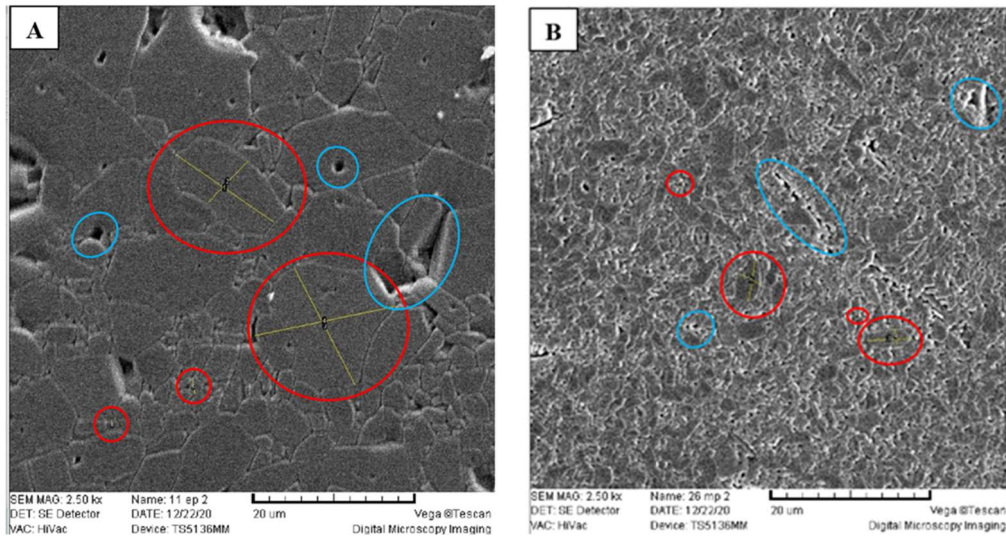 A
B
SEM MAG: 2.50 kx
Name: 11 ep 2
DET: SE Detector
DATE: 12/22/20
20 um
Vega ©Tescan
VAC: HiVac
Device: TS5136MM
Digital Microscopy Imaging
SEM MAG: 2.50 kx
Name: 26 mp 2
DET: SE Detector
DATE: 12/22/20
20 um
Vega ©Tescan
VAC: HiVac
Device: TS5136MM
Digital Microscopy Imaging